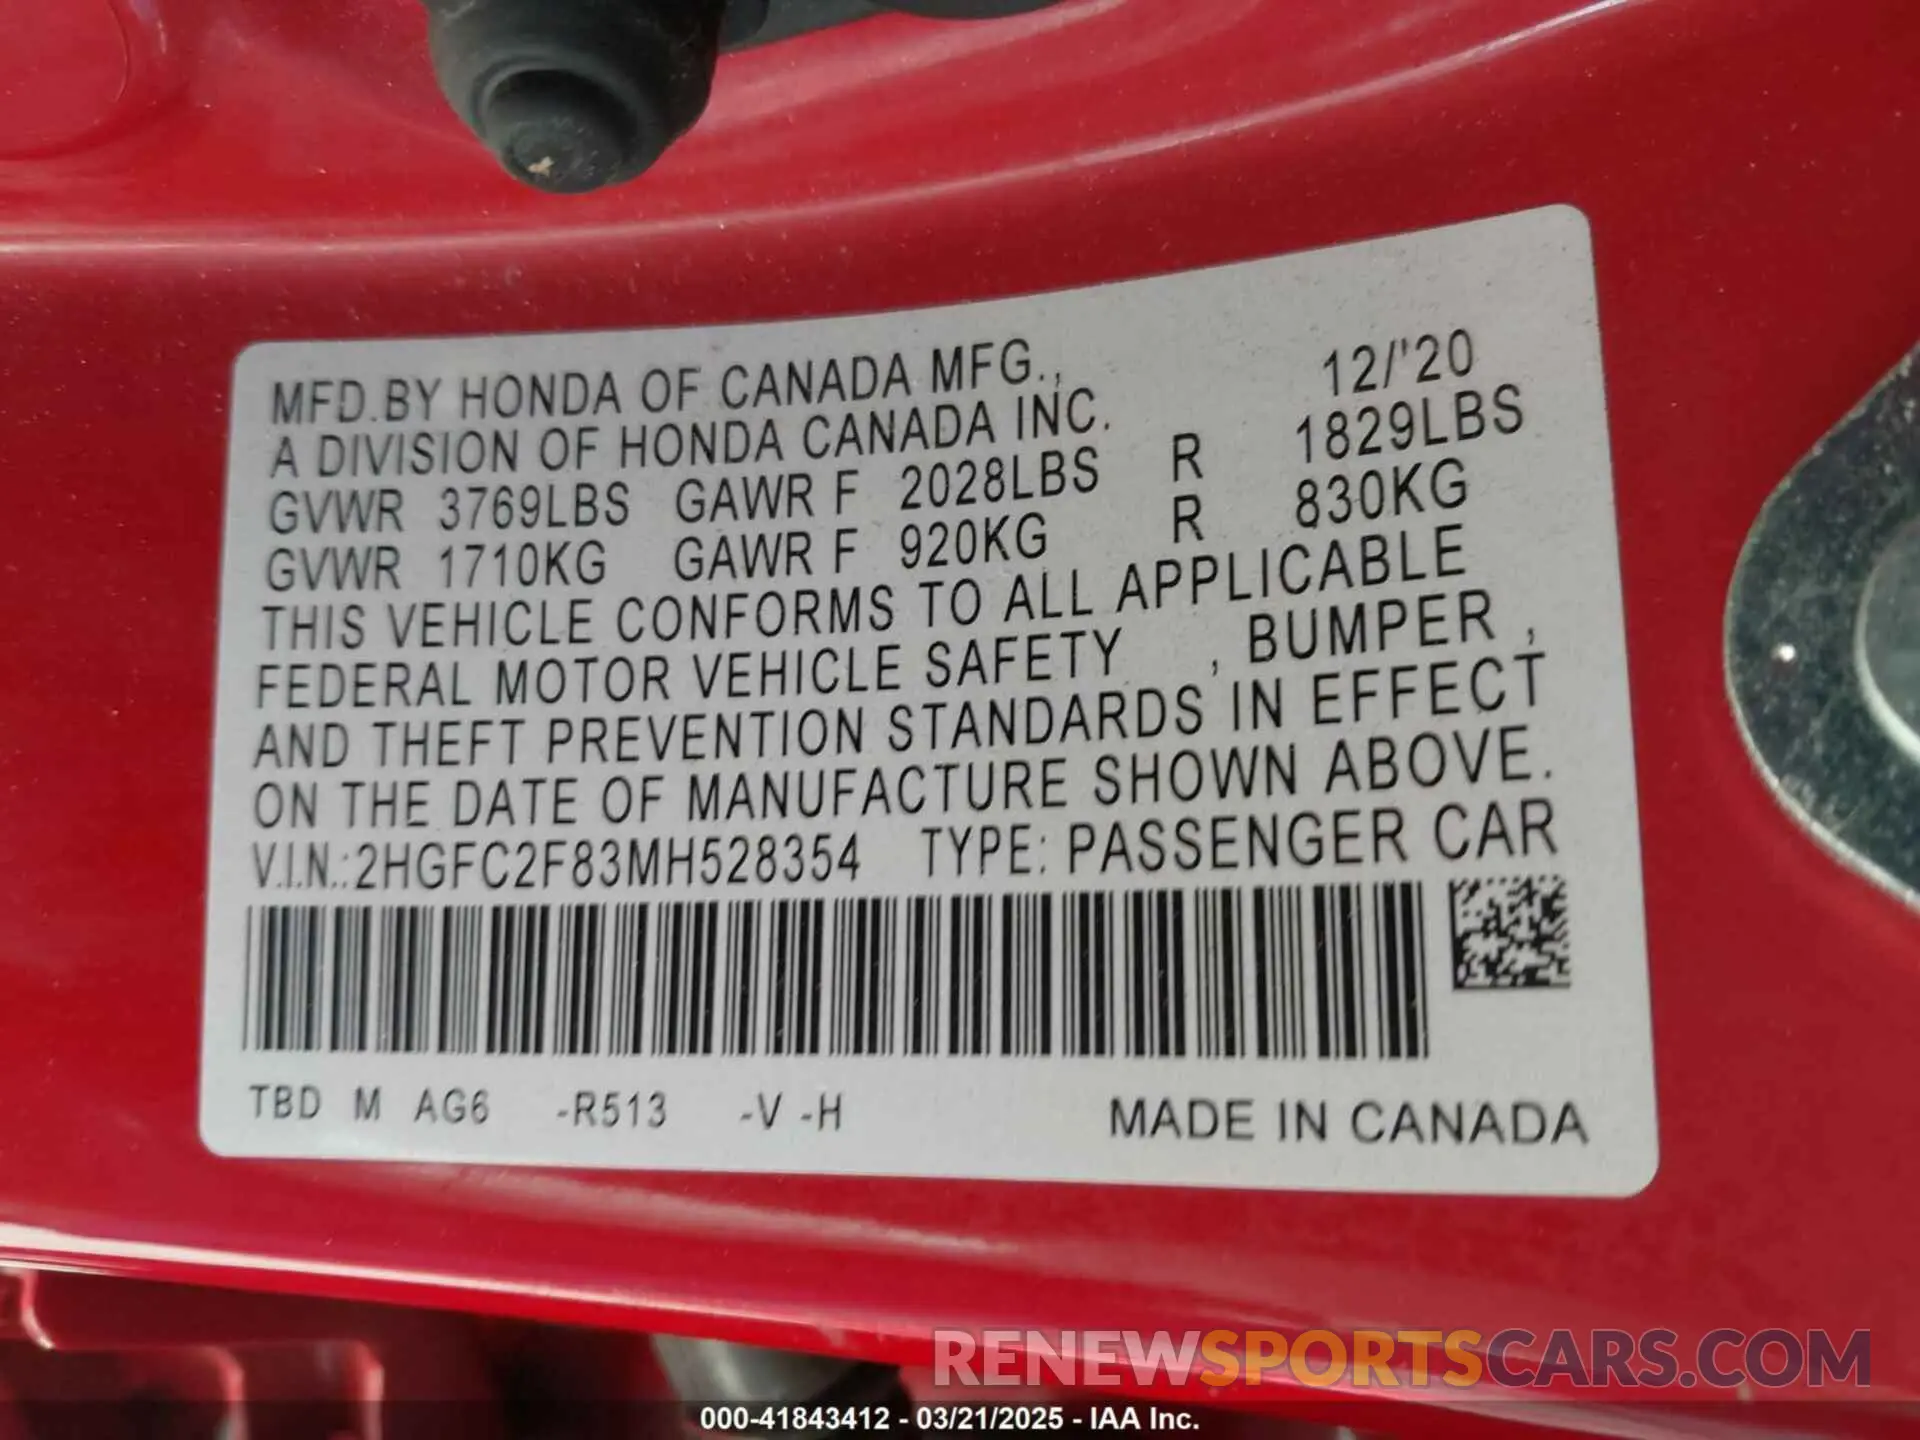 MFD.BY HONDA OF CANADA MFG., 12/'20
A DIVISION OF HONDA CANADA INC.
GVWR 3769LBS GAWR F 2028LBS R 1829LBS
GVWR 1710KG GAWR F 920KG R 830KG
THIS VEHICLE CONFORMS TO ALL APPLICABLE
FEDERAL MOTOR VEHICLE SAFETY , BUMPER ,
AND THEFT PREVENTION STANDARDS IN EFFECT
ON THE DATE OF MANUFACTURE SHOWN ABOVE.
V.I.N.:2HGFC2F83MH528354 TYPE: PASSENGER CAR
TBD M AG6 -R513 -V -H MADE IN CANADA
RENEWSPORTSCARS.COM
000-41843412 - 03/21/2025 - IAA Inc.